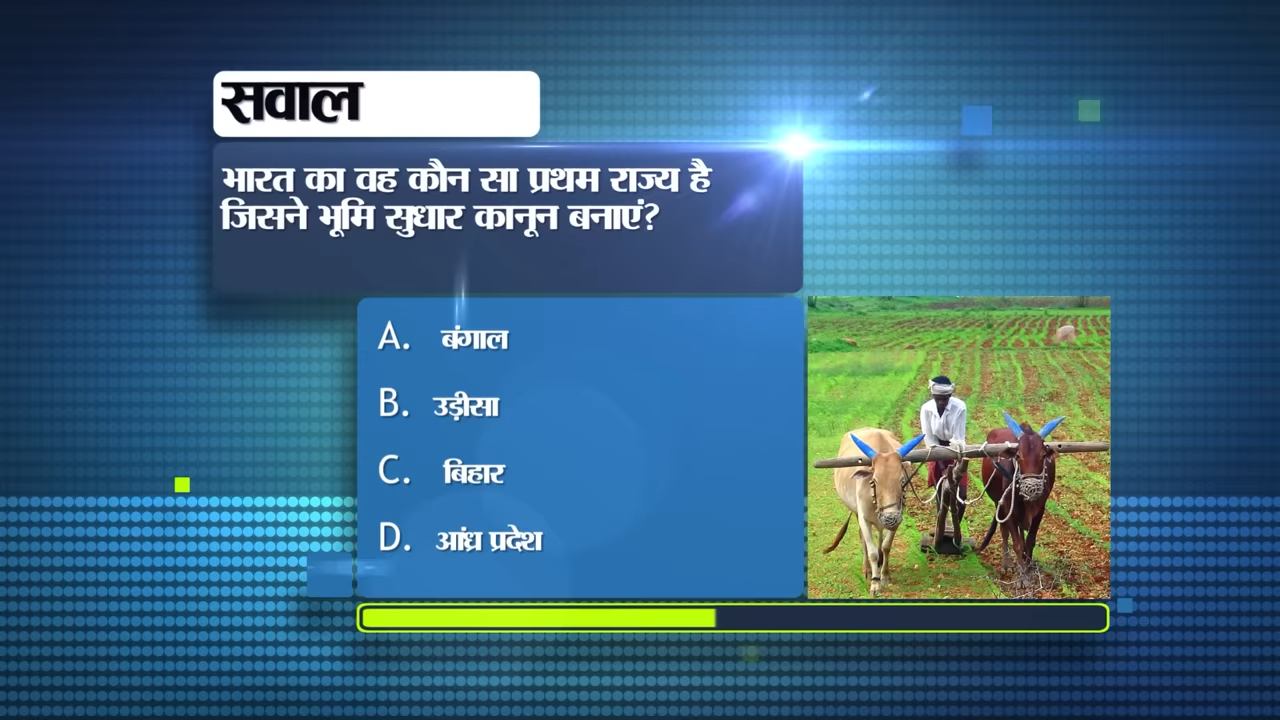 सवाल
भारत का वह कौन सा प्रथम राज्य है
जिसने भूमि सुधार कानून बनाएं?
A. बंगाल
B. उड़ीसा
C. बिहार
D. आंध्र प्रदेश